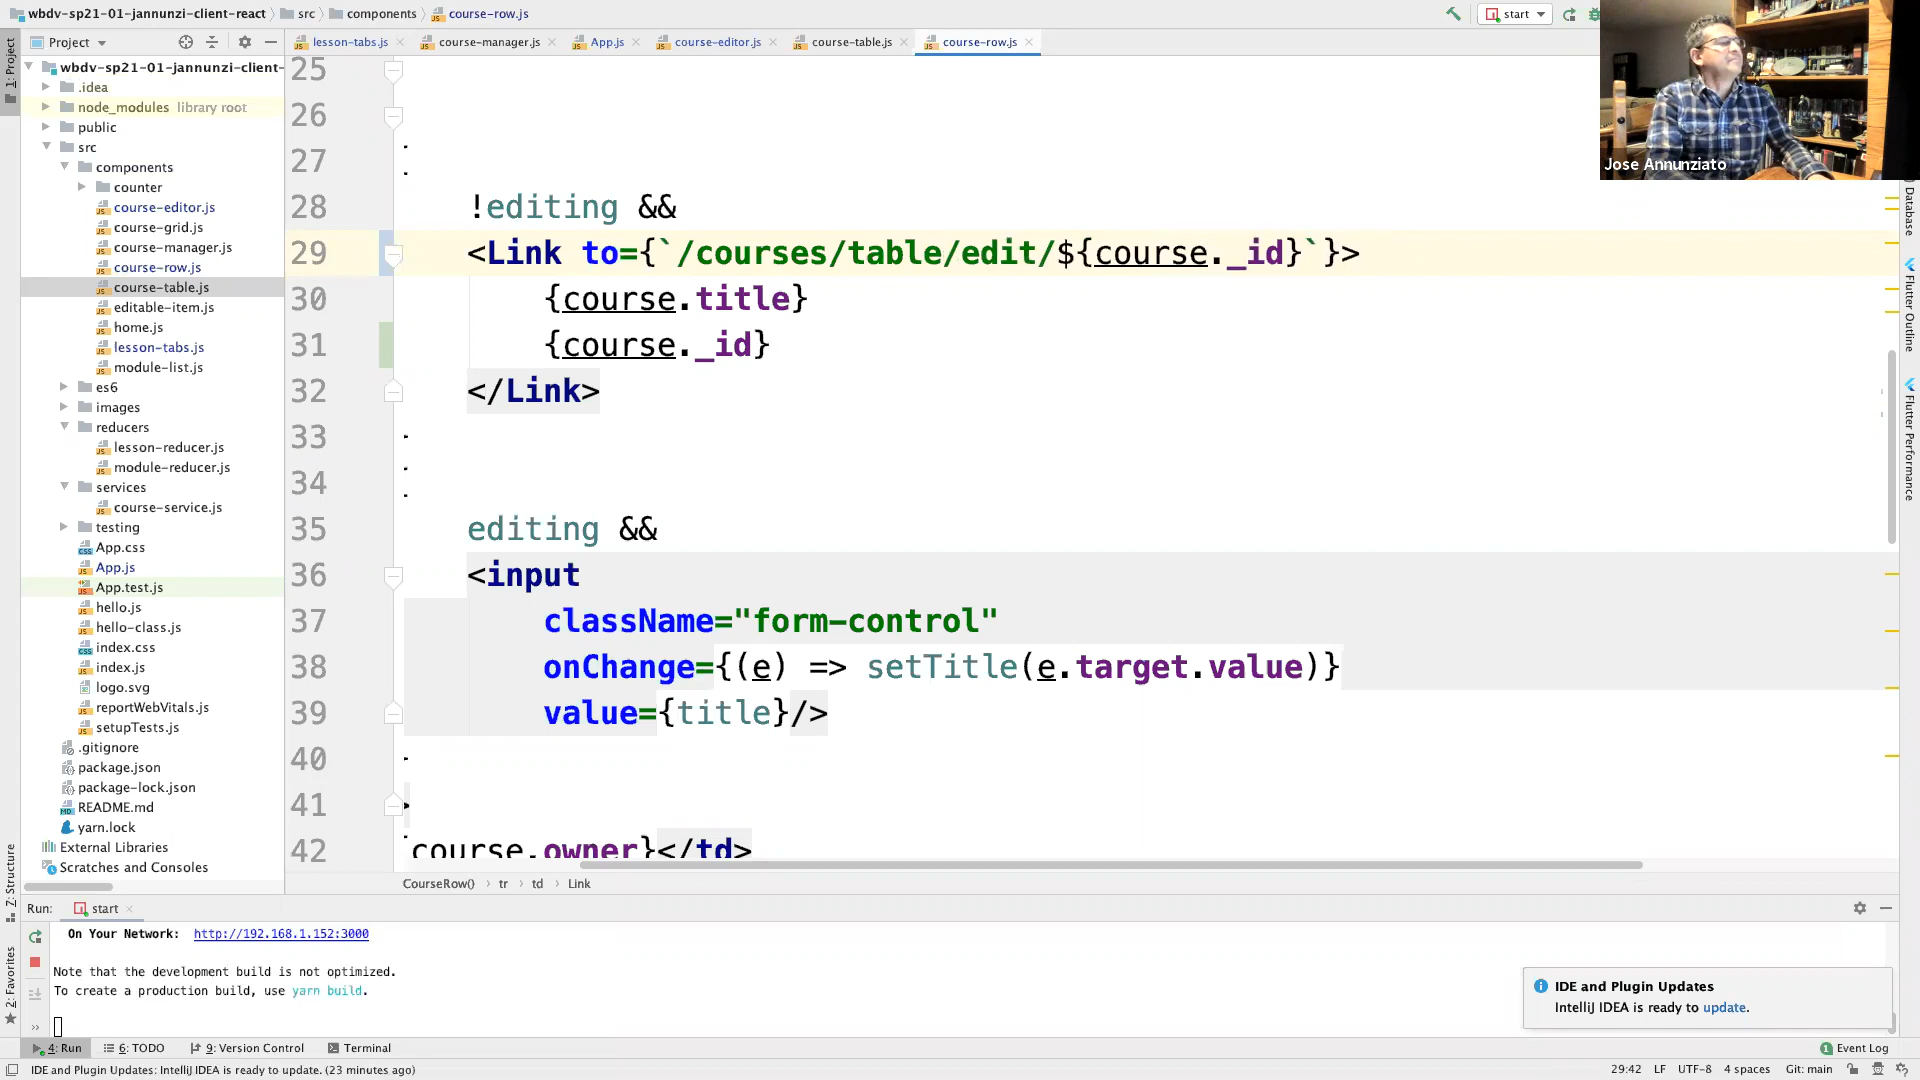 wbdv-sp21-01-jannunzi-client-react
src
components
course-row.js
start
Project
lesson-tabs.js
course-manager.js
App.js
course-editor.js
course-table.js
course-row.js
wbdv-sp21-01-jannunzi-client-
.idea
node_modules library root
public
src
components
counter
course-editor.js
course-grid.js
course-manager.js
course-row.js
course-table.js
editable-item.js
home.js
lesson-tabs.js
module-list.js
es6
images
reducers
lesson-reducer.js
module-reducer.js
services
course-service.js
testing
App.css
App.js
App.test.js
hello.js
hello-class.js
index.css
index.js
logo.svg
reportWebVitals.js
setupTests.js
.gitignore
package.json
package-lock.json
README.md
yarn.lock
External Libraries
Scratches and Consoles
1: Project
Z: Structure
2: Favorites
25
26
27
28 !editing &&
29 <Link to={`/courses/table/edit/${course._id}`}>
30 {course.title}
31 {course._id}
32 </Link>
33
34
35 editing &&
36 <input
37 className="form-control"
38 onChange={(e) => setTitle(e.target.value)}
39 value={title}/>
40
41 >
42 course.owner}</td>
CourseRow() › tr › td › Link
Jose Annunziato
Database
Flutter Outline
Flutter Performance
Run: start
On Your Network: http://192.168.1.152:3000
Note that the development build is not optimized.
To create a production build, use yarn build.
IDE and Plugin Updates
IntelliJ IDEA is ready to update.
4: Run
6: TODO
9: Version Control
Terminal
1 Event Log
IDE and Plugin Updates: IntelliJ IDEA is ready to update. (23 minutes ago)
29:42 LF UTF-8 4 spaces Git: main